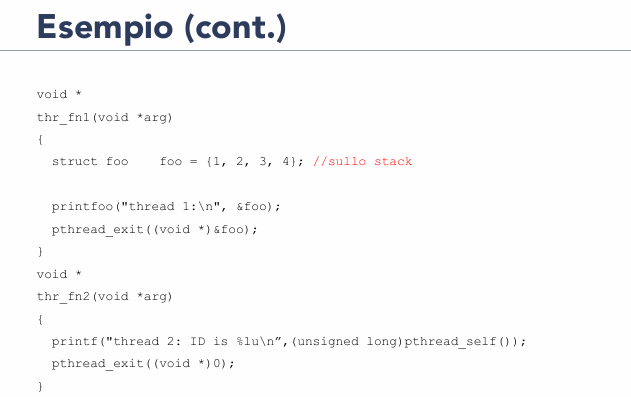 Esempio (cont.)
void *
thr_fn1(void *arg)
{
struct foo    foo = {1, 2, 3, 4}; //sullo stack
printfoo("thread 1:\n", &foo);
pthread_exit((void *)&foo);
}
void *
thr_fn2(void *arg)
{
printf("thread 2: ID is %lu\n”,(unsigned long)pthread_self());
pthread_exit((void *)0);
}